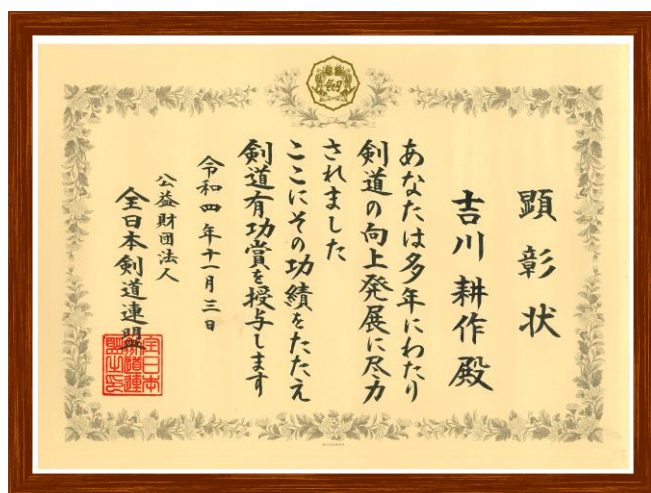 顕彰状
吉川耕作殿
あなたは多年にわたり
剣道の向上発展に尽力
されました
ここにその功績をたたえ
剣道有功賞を授与します
令和四年十一月三日
公益財団法人
全日本剣道連盟